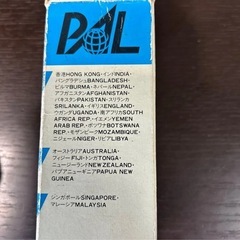 PAL
香港HONG KONG・インドINDIA・
バングラデシュBANGLADESH・
ビルマBURMA・ネパールNEPAL・
アフガニスタンAFGHANISTAN・
パキスタンPAKISTAN・スリランカ
SRILANKA・イギリスENGLAND・
ウガンダUGANDA・南アフリカSOUTH
AFRICA REP.・イエメンYEMEN
ARAB REP.・ボツワナBOTSWANA
REP.・モザンビークMOZAMBIQUE・
ニジェールNIGER・リビアLIBYA
オーストラリアAUSTRALIA・
フィジーFIJI・トンガTONGA・
ニュージーランドNEW ZEALAND・
パプアニューギニアPAPUA NEW
GUINEA
シンガポールSINGAPORE・
マレーシアMALAYSIA